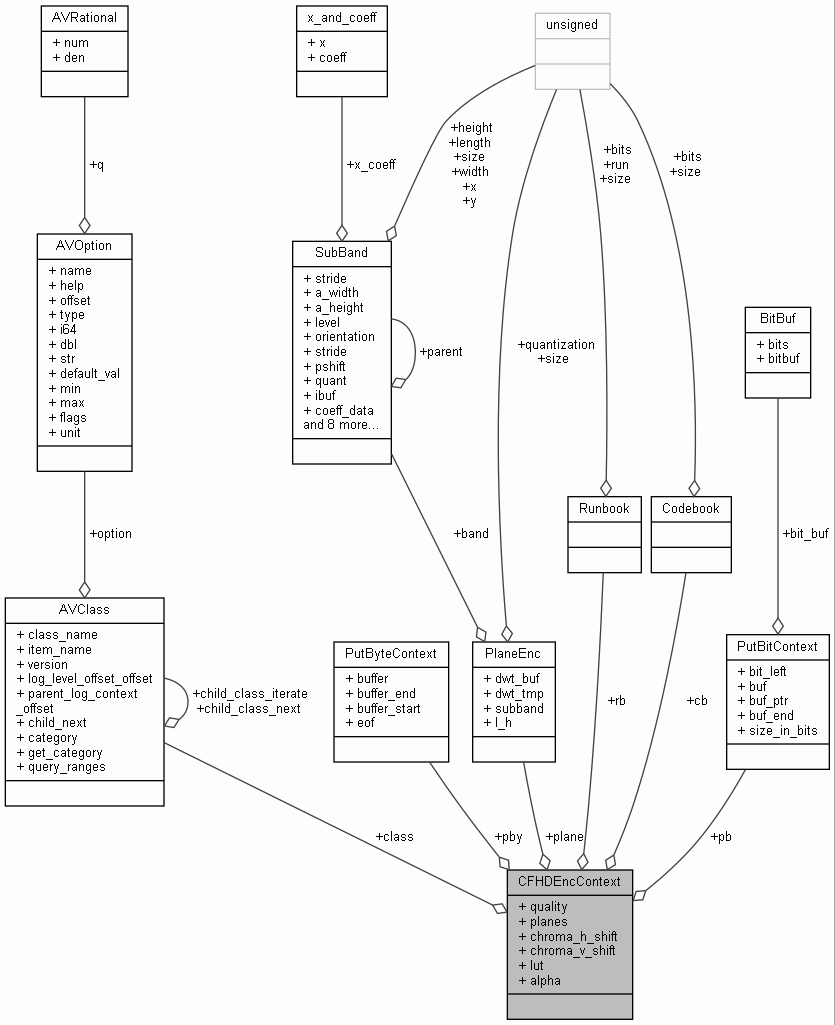 AVRational
+ num
+ den
x_and_coeff
+ x
+ coeff
unsigned
+q
+x_coeff
+height
+length
+size
+width
+x
+y
+bits
+run
+size
+bits
+size
AVOption
+ name
+ help
+ offset
+ type
+ i64
+ dbl
+ str
+ default_val
+ min
+ max
+ flags
+ unit
SubBand
+ stride
+ a_width
+ a_height
+ level
+ orientation
+ stride
+ pshift
+ quant
+ ibuf
+ coeff_data
and 8 more...
+parent
+quantization
+size
BitBuf
+ bits
+ bitbuf
+option
+band
Runbook
Codebook
+bit_buf
AVClass
+ class_name
+ item_name
+ version
+ log_level_offset_offset
+ parent_log_context
_offset
+ child_next
+ category
+ get_category
+ query_ranges
+child_class_iterate
+child_class_next
PutByteContext
+ buffer
+ buffer_end
+ buffer_start
+ eof
PlaneEnc
+ dwt_buf
+ dwt_tmp
+ subband
+ l_h
+rb
+cb
PutBitContext
+ bit_left
+ buf
+ buf_ptr
+ buf_end
+ size_in_bits
+class
+pby
+plane
+pb
CFHDEncContext
+ quality
+ planes
+ chroma_h_shift
+ chroma_v_shift
+ lut
+ alpha